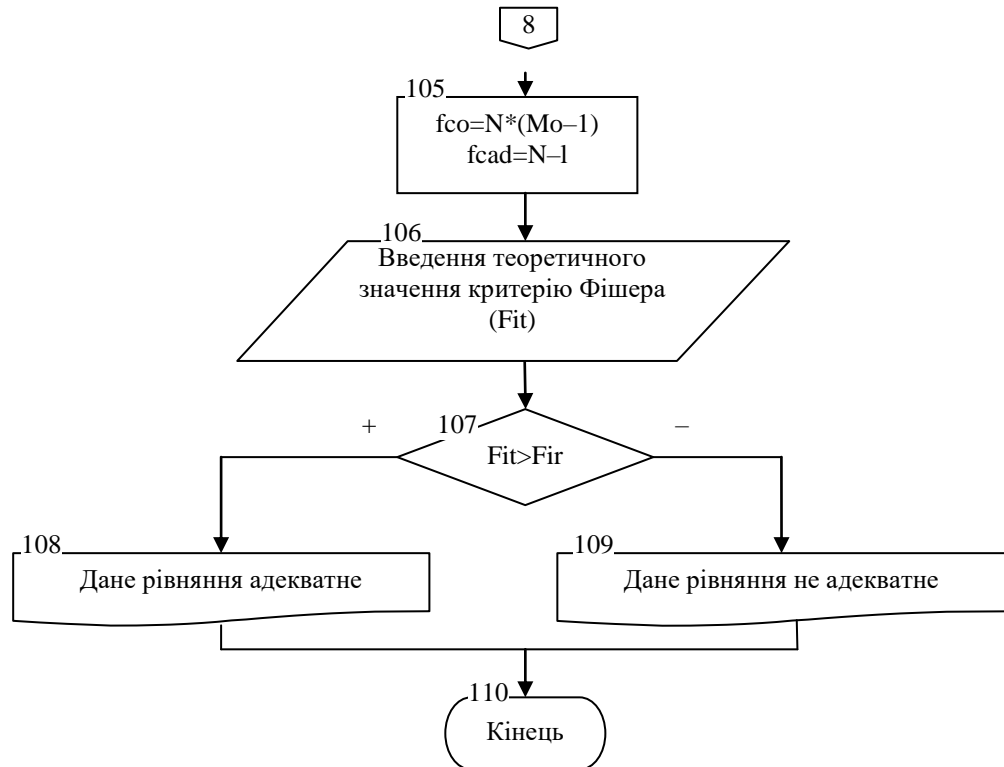 8
105
fco=N*(Mo–1)
fcad=N–l
106
Введення теоретичного
значення критерію Фішера
(Fit)
+
107
–
Fit>Fir
108
109
Дане рівняння адекватне
Дане рівняння не адекватне
110
Кінець